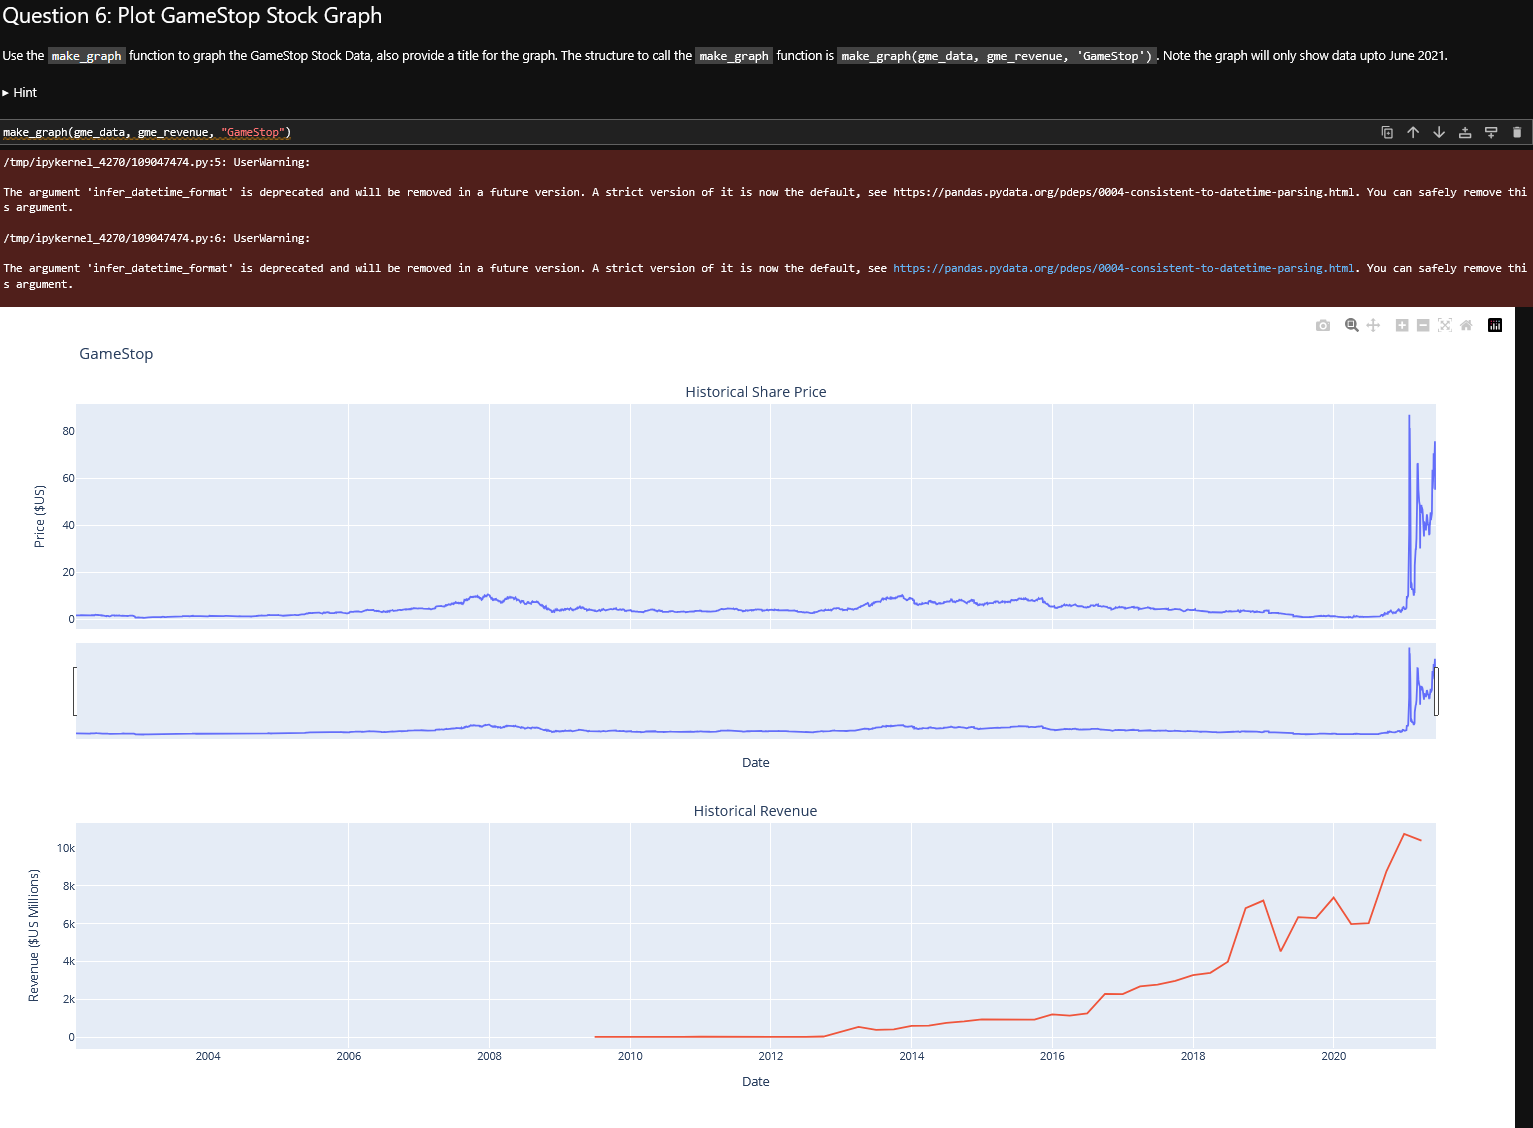 Question 6: Plot GameStop Stock Graph
Use the make_graph function to graph the GameStop Stock Data, also provide a title for the graph. The structure to call the make_graph function is make_graph(gme_data, gme_revenue, 'GameStop'). Note the graph will only show data upto June 2021.
▸ Hint
make_graph(gme_data, gme_revenue, "GameStop")
/tmp/ipykernel_4270/109047474.py:5: UserWarning:
The argument 'infer_datetime_format' is deprecated and will be removed in a future version. A strict version of it is now the default, see https://pandas.pydata.org/pdeps/0004-consistent-to-datetime-parsing.html. You can safely remove thi
s argument.
/tmp/ipykernel_4270/109047474.py:6: UserWarning:
The argument 'infer_datetime_format' is deprecated and will be removed in a future version. A strict version of it is now the default, see https://pandas.pydata.org/pdeps/0004-consistent-to-datetime-parsing.html. You can safely remove thi
s argument.
GameStop
Historical Share Price
Price ($US)
80
60
40
20
0
Date
Historical Revenue
Revenue ($US Millions)
10k
8k
6k
4k
2k
0
2004 2006 2008 2010 2012 2014 2016 2018 2020
Date